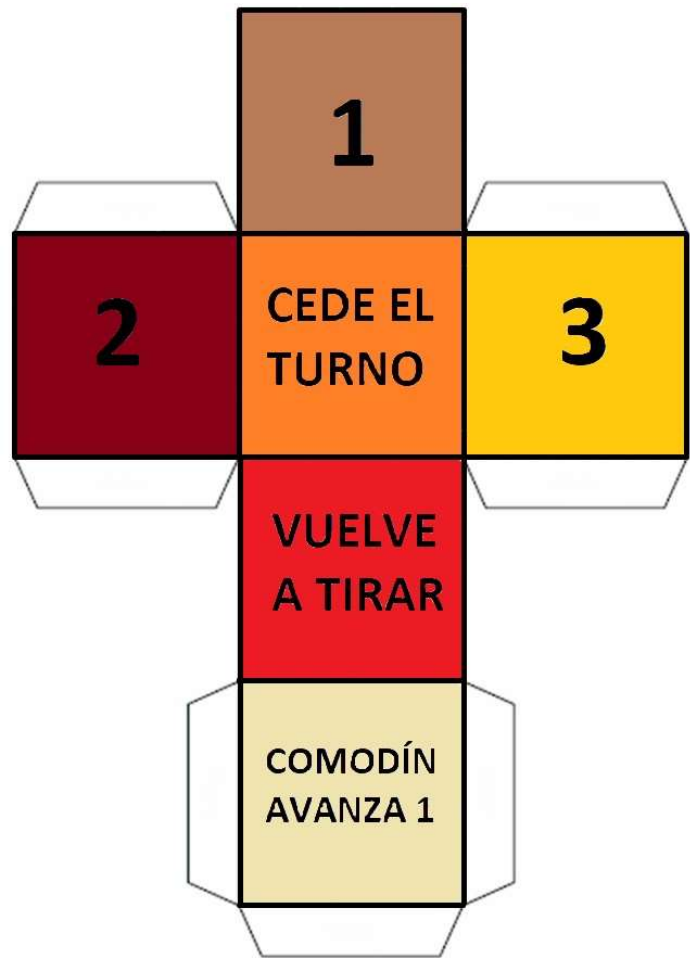 1
2
CEDE EL
TURNO
3
VUELVE
A TIRAR
COMODÍN
AVANZA 1